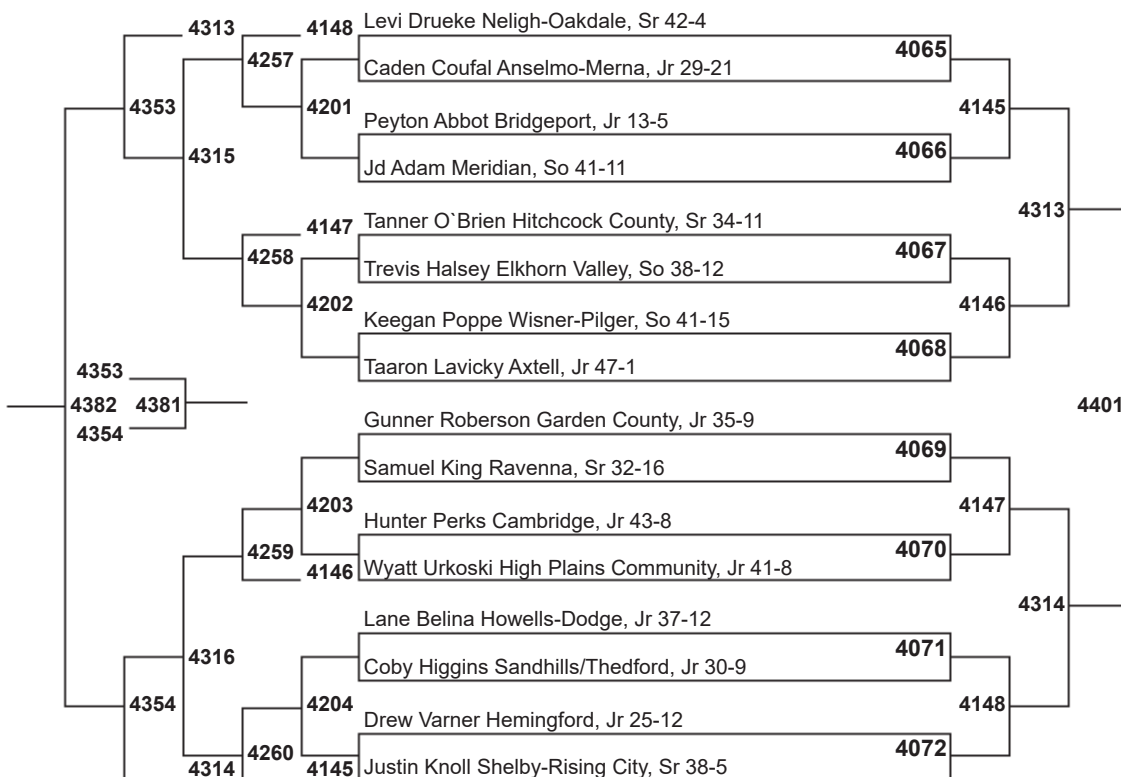 4313
4148
Levi Drueke Neligh-Oakdale, Sr 42-4
4065
4257
Caden Coufal Anselmo-Merna, Jr 29-21
4353
4201
4145
Peyton Abbot Bridgeport, Jr 13-5
4066
4315
Jd Adam Meridian, So 41-11
4313
4147
Tanner O`Brien Hitchcock County, Sr 34-11
4067
4258
Trevis Halsey Elkhorn Valley, So 38-12
4202
4146
Keegan Poppe Wisner-Pilger, So 41-15
4068
4353
Taaron Lavicky Axtell, Jr 47-1
4382
4381
4401
4354
Gunner Roberson Garden County, Jr 35-9
4069
Samuel King Ravenna, Sr 32-16
4203
4147
Hunter Perks Cambridge, Jr 43-8
4070
4259
4146
Wyatt Urkoski High Plains Community, Jr 41-8
4314
Lane Belina Howells-Dodge, Jr 37-12
4071
4316
Coby Higgins Sandhills/Thedford, Jr 30-9
4354
4204
4148
Drew Varner Hemingford, Jr 25-12
4072
4260
4314
4145
Justin Knoll Shelby-Rising City, Sr 38-5